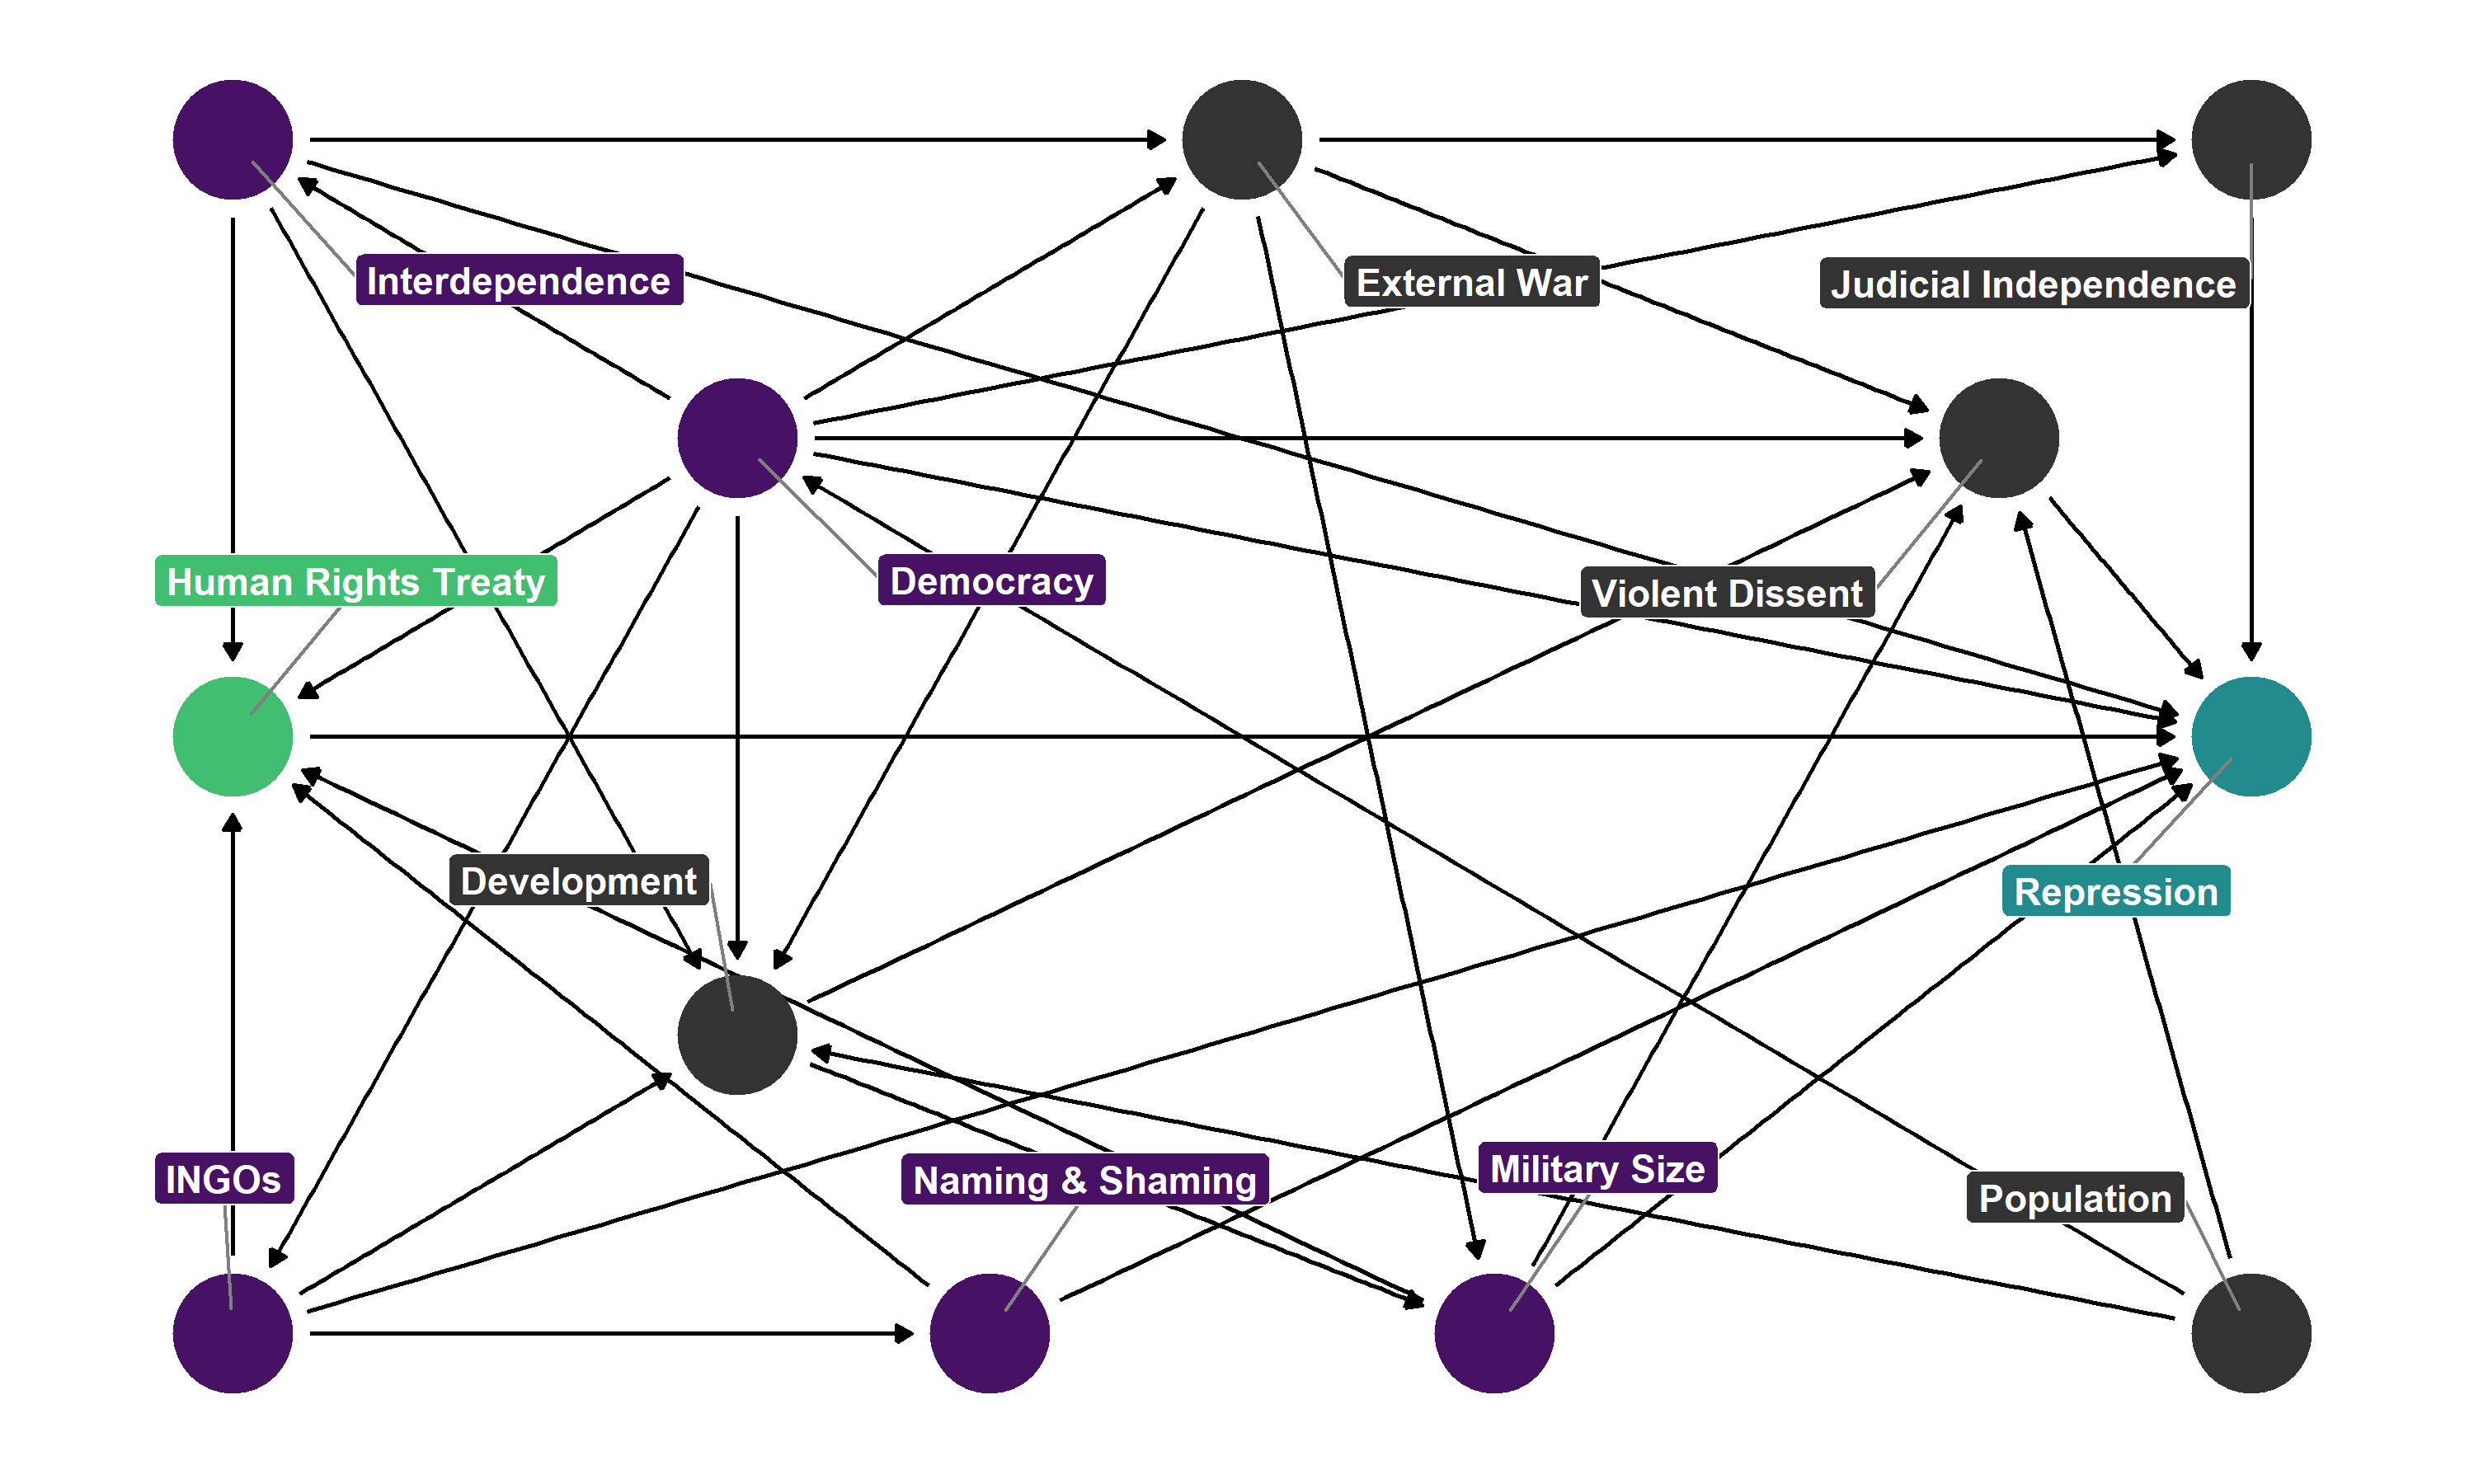 Interdependence
External War
Judicial Independence
Human Rights Treaty
Democracy
Violent Dissent
Development
Repression
INGOs
Naming & Shaming
Military Size
Population